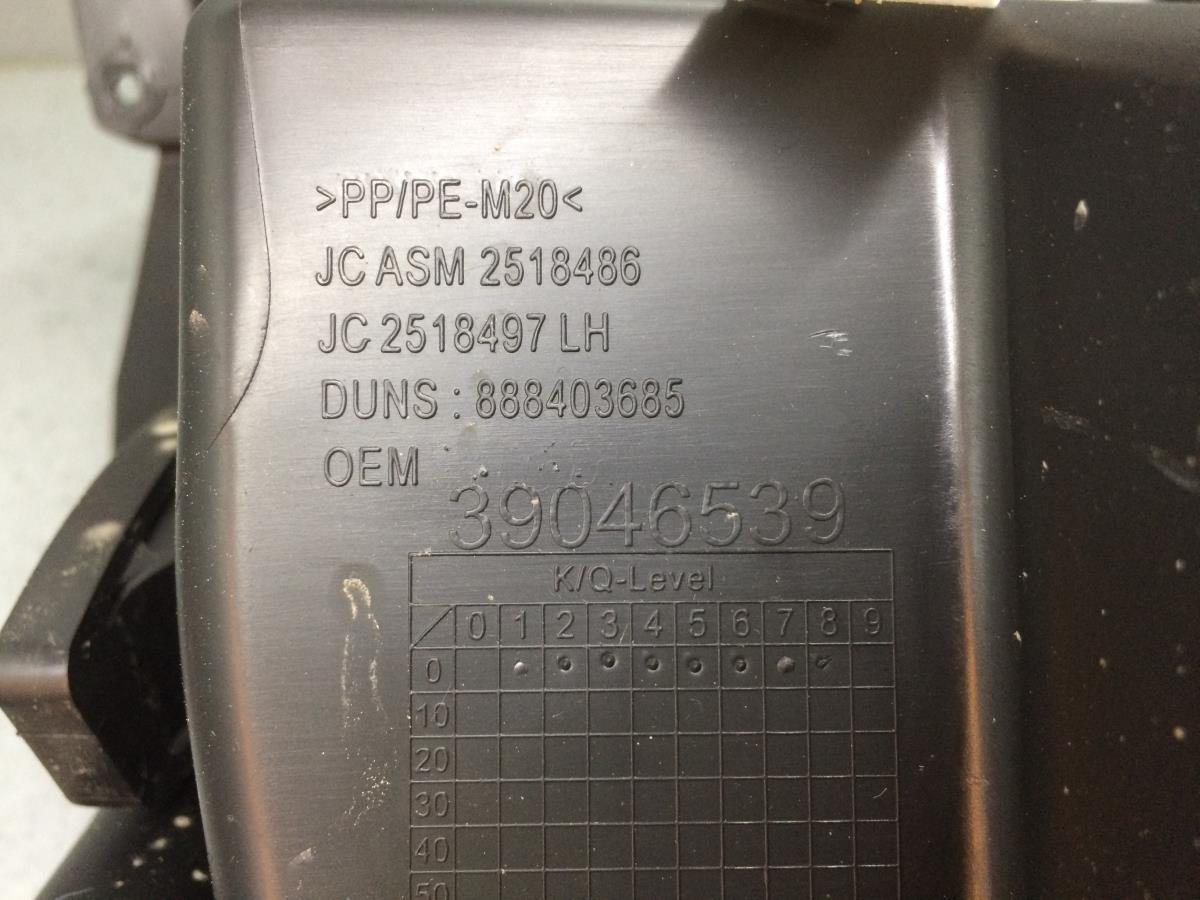 >PP/PE-M20<
JC ASM 2518486
JC 2518497 LH
DUNS : 888403685
OEM
39046539
K/Q-Level
0 1 2 3 4 5 6 7 8 9
0
10
20
30
40
50